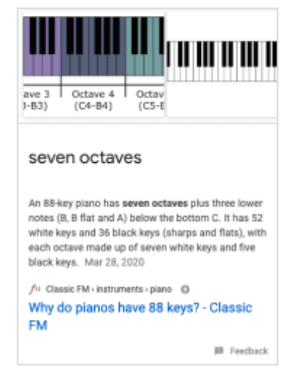 ave 3 Octave 4 Octav
-B3) (C4-B4) (C5-E
seven octaves
An 88-key piano has seven octaves plus three lower
notes (B, B flat and A) below the bottom C. It has 52
white keys and 36 black keys (sharps and flats), with
each octave made up of seven white keys and five
black keys. Mar 28, 2020
Classic FM › instruments › piano
Why do pianos have 88 keys? - Classic
FM
Feedback